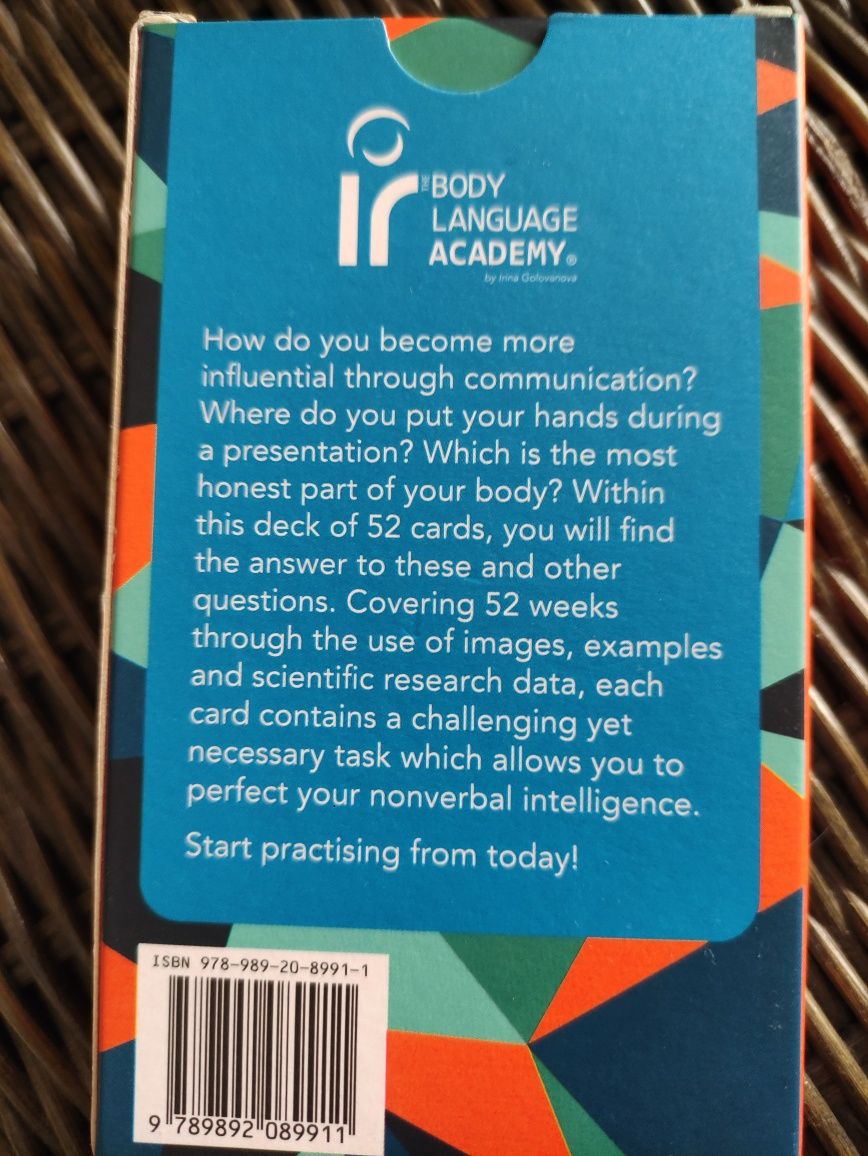 ir
THE BODY
LANGUAGE
ACADEMY®
by Irina Golovanova
How do you become more
influential through communication?
Where do you put your hands during
a presentation? Which is the most
honest part of your body? Within
this deck of 52 cards, you will find
the answer to these and other
questions. Covering 52 weeks
through the use of images, examples
and scientific research data, each
card contains a challenging yet
necessary task which allows you to
perfect your nonverbal intelligence.
Start practising from today!
ISBN 978-989-20-8991-1
9 789892 089911